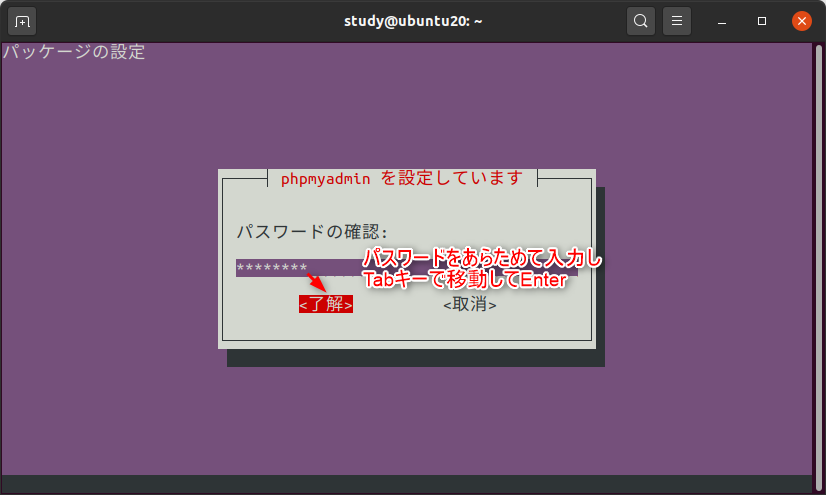 study@ubuntu20: ~
パッケージの設定
phpmyadmin を設定しています
パスワードの確認:
パスワードをあらためて入力し
********
Tabキーで移動してEnter
<了解>
<取消>